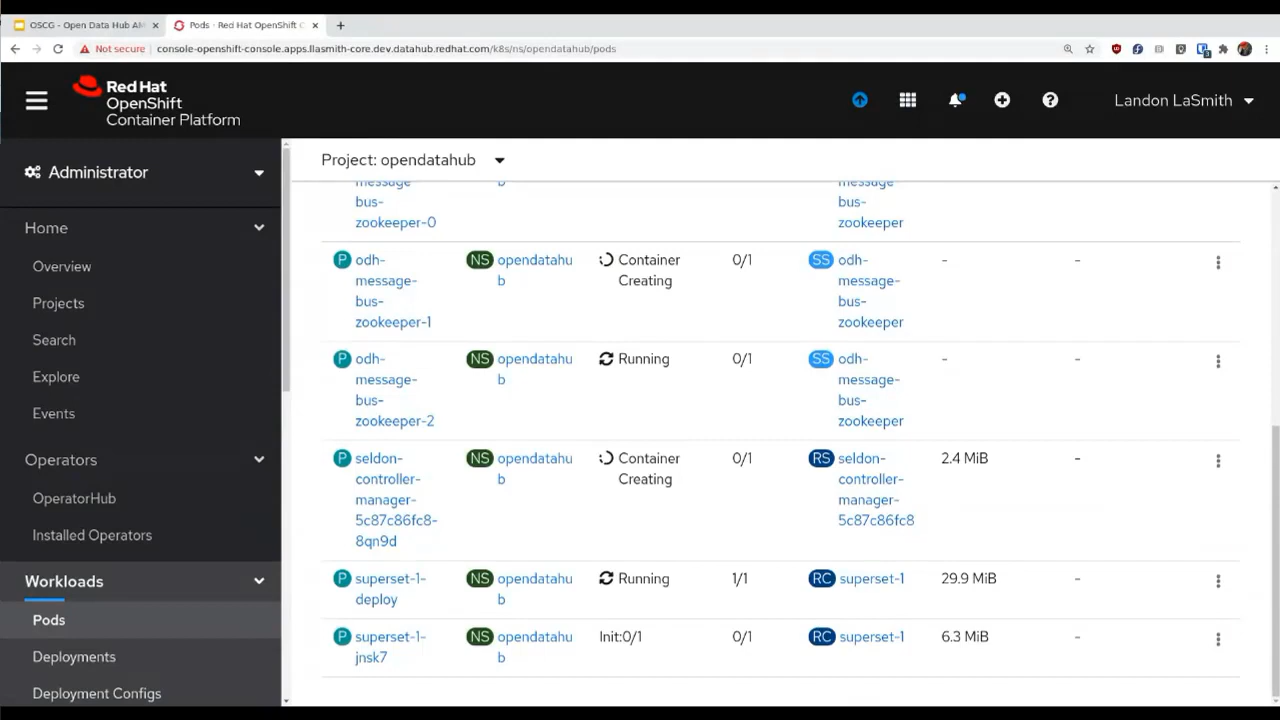 OSCG - Open Data Hub AM
Pods · Red Hat OpenShift C
Not secure
console-openshift-console.apps.llasmith-core.dev.datahub.redhat.com/k8s/ns/opendatahub/pods
Red Hat
OpenShift
Container Platform
Landon LaSmith
Administrator
Home
Overview
Projects
Search
Explore
Events
Operators
OperatorHub
Installed Operators
Workloads
Pods
Deployments
Deployment Configs
Project: opendatahub
message-
b
message-
bus-
bus-
zookeeper-0
zookeeper
P odh-
NS opendatahu
Container
0/1
SS odh-
-
-
message-
b
Creating
message-
bus-
bus-
zookeeper-1
zookeeper
P odh-
NS opendatahu
Running
0/1
SS odh-
-
-
message-
b
message-
bus-
bus-
zookeeper-2
zookeeper
P seldon-
NS opendatahu
Container
0/1
RS seldon-
2.4 MiB
-
controller-
b
Creating
controller-
manager-
manager-
5c87c86fc8-
5c87c86fc8
8qn9d
P superset-1-
NS opendatahu
Running
1/1
RC superset-1
29.9 MiB
-
deploy
b
P superset-1-
NS opendatahu
Init:0/1
0/1
RC superset-1
6.3 MiB
-
jnsk7
b